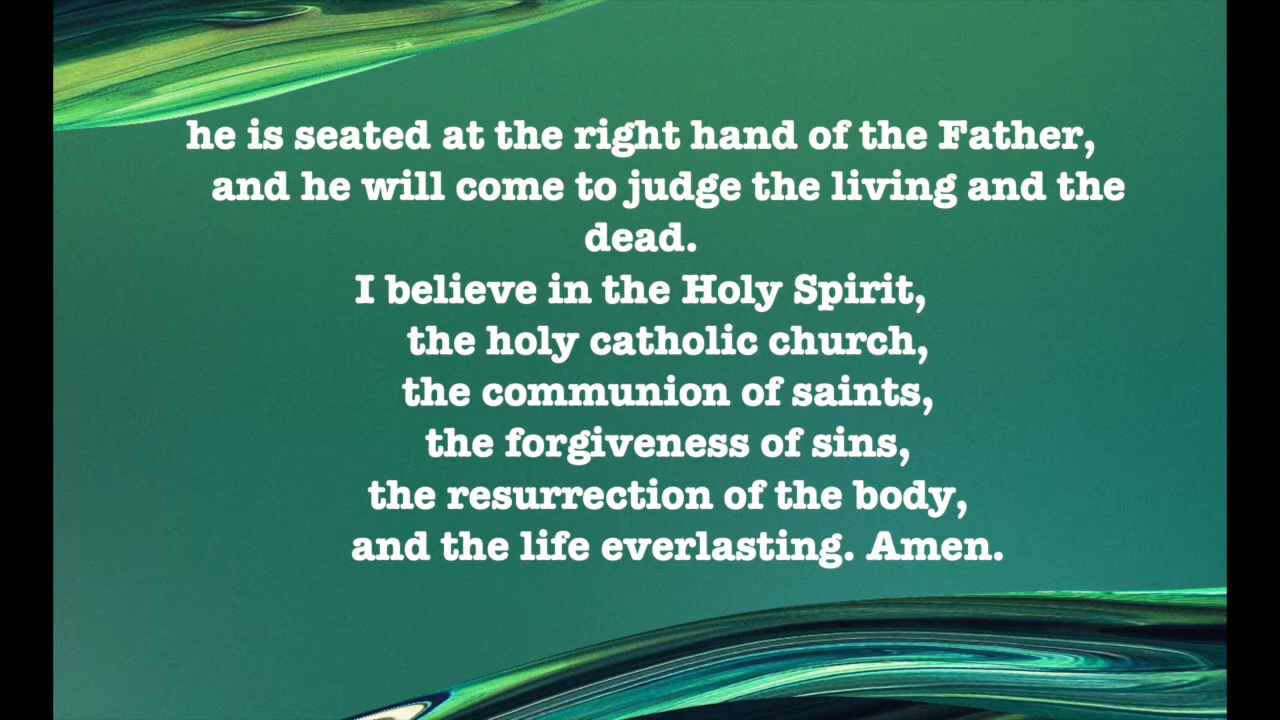 he is seated at the right hand of the Father,
and he will come to judge the living and the
dead.
I believe in the Holy Spirit,
the holy catholic church,
the communion of saints,
the forgiveness of sins,
the resurrection of the body,
and the life everlasting. Amen.